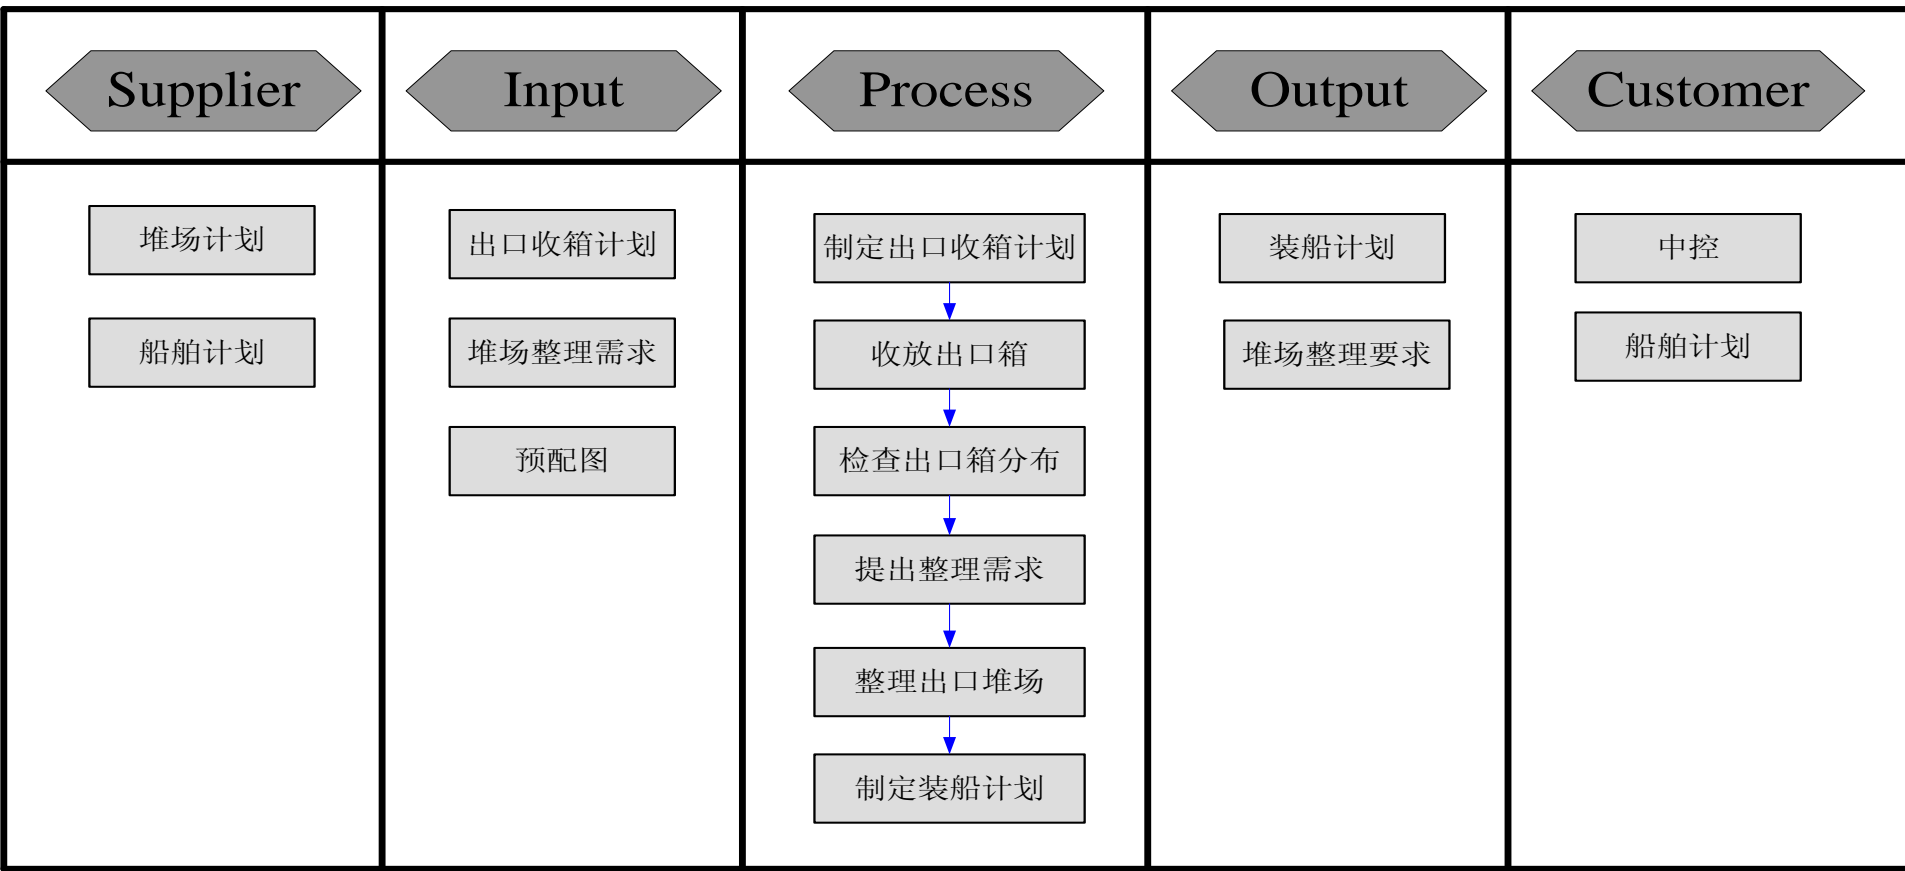 Supplier
Input
Process
Output
Customer
堆场计划
船舶计划
出口收箱计划
堆场整理需求
预配图
制定出口收箱计划
收放出口箱
检查出口箱分布
提出整理需求
整理出口堆场
制定装船计划
装船计划
堆场整理要求
中控
船舶计划